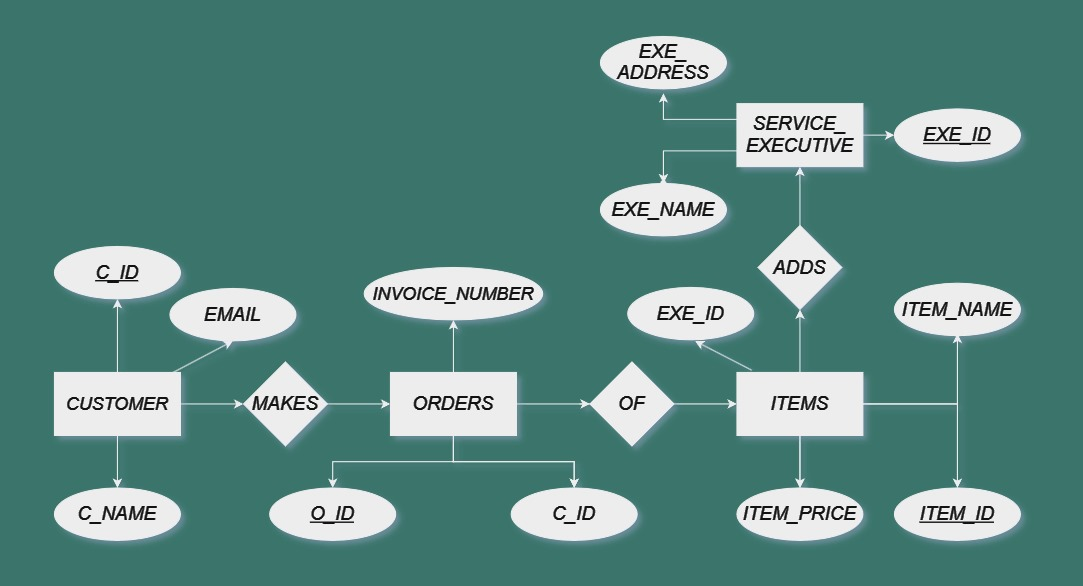 EXE_
ADDRESS
SERVICE_
EXECUTIVE
EXE_ID
EXE_NAME
ADDS
C_ID
EMAIL
INVOICE_NUMBER
EXE_ID
ITEM_NAME
CUSTOMER
MAKES
ORDERS
OF
ITEMS
C_NAME
O_ID
C_ID
ITEM_PRICE
ITEM_ID